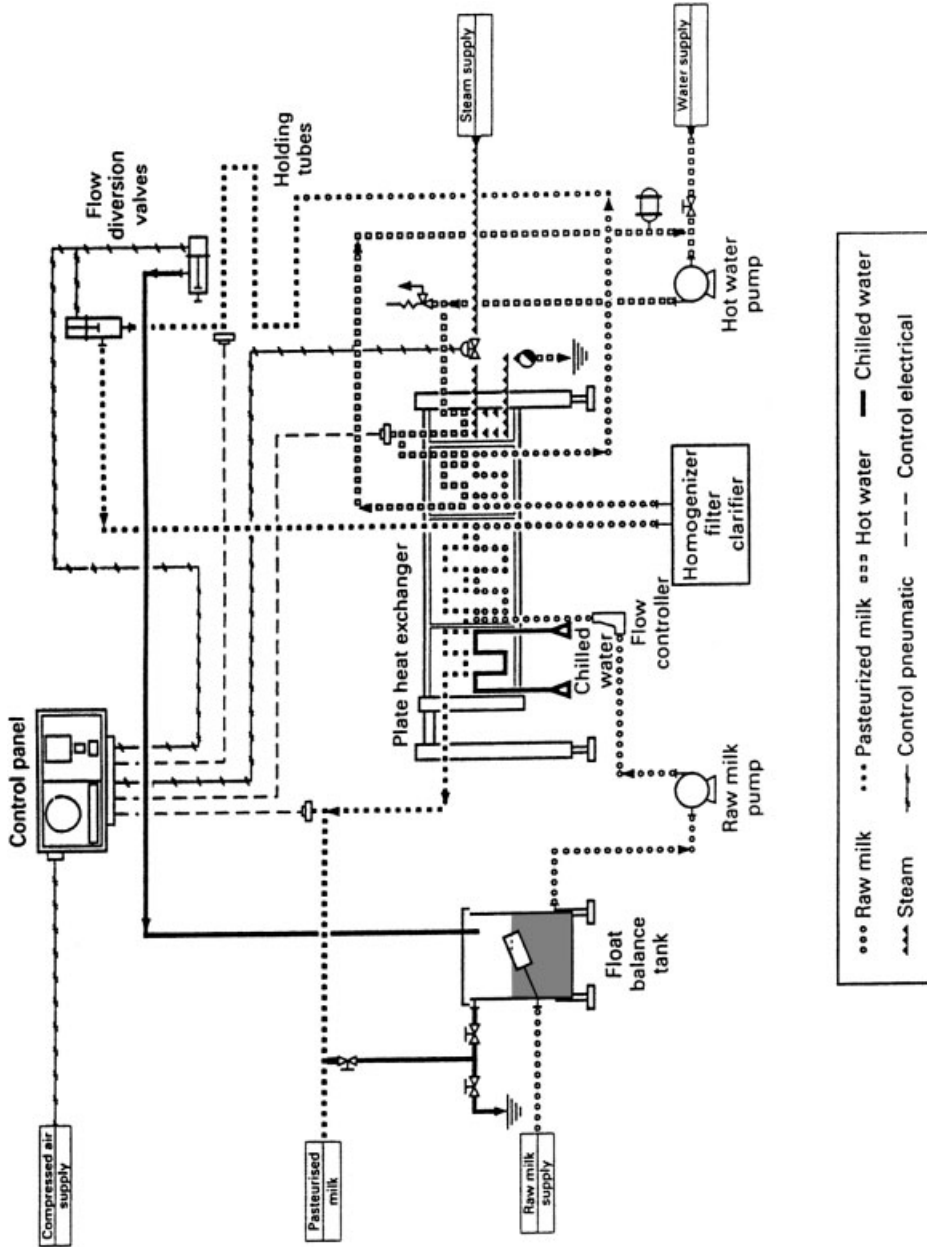 Control panel
Compressed air
supply
Pasteurised
milk
Raw milk
supply
Float
balance
tank
Raw milk
pump
Plate heat exchanger
Chilled
water
Flow
controller
Homogenizer
filter
clarifier
Flow
diversion
valves
Holding
tubes
Steam supply
Water supply
Hot water
pump
Raw milk
Pasteurized milk
Hot water
Chilled water
Steam
Control pneumatic
Control electrical